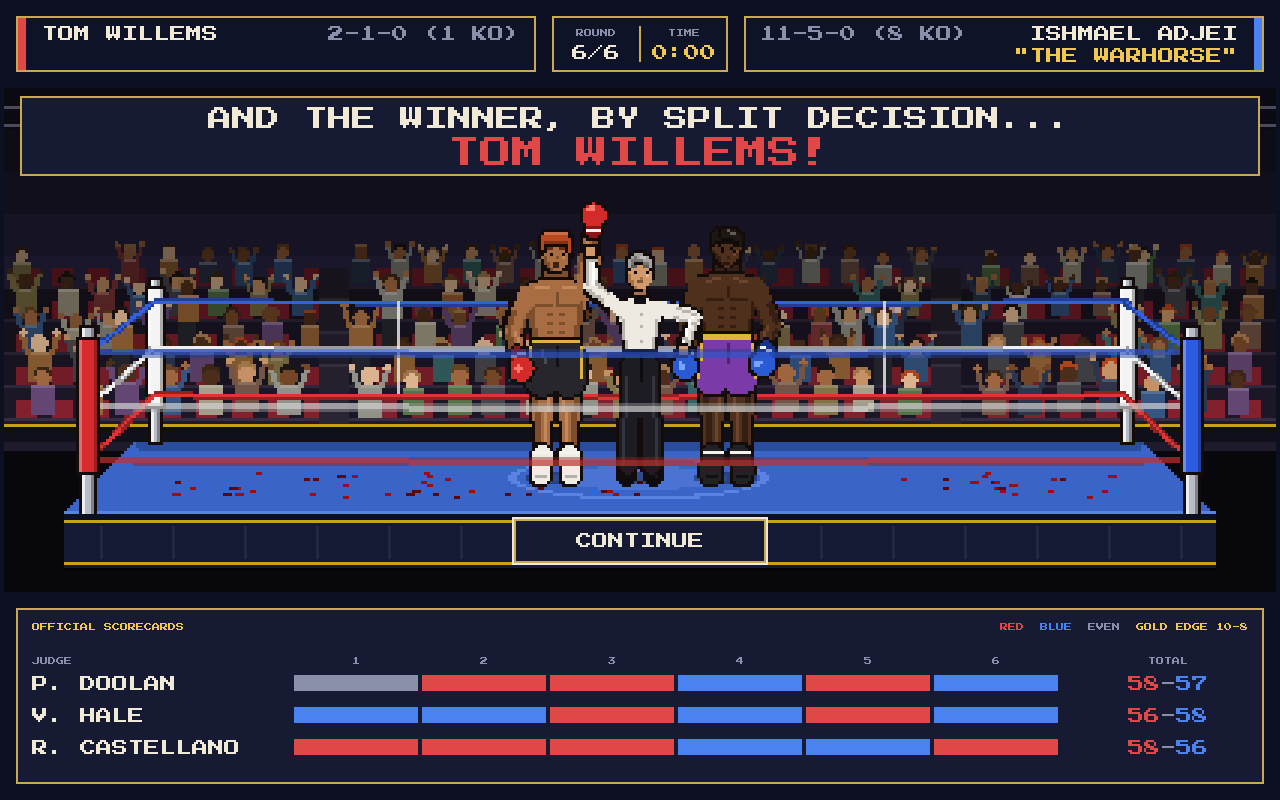 TOM WILLEMS 2-1-0 (1 KO)
ROUND TIME
6/6 0:00
11-5-0 (8 KO) ISHMAEL ADJEI
"THE WARHORSE"
AND THE WINNER, BY SPLIT DECISION...
TOM WILLEMS!
CONTINUE
OFFICIAL SCORECARDS RED BLUE EVEN GOLD EDGE 10-8
JUDGE 1 2 3 4 5 6 TOTAL
P. DOOLAN 58-57
V. HALE 56-58
R. CASTELLANO 58-56